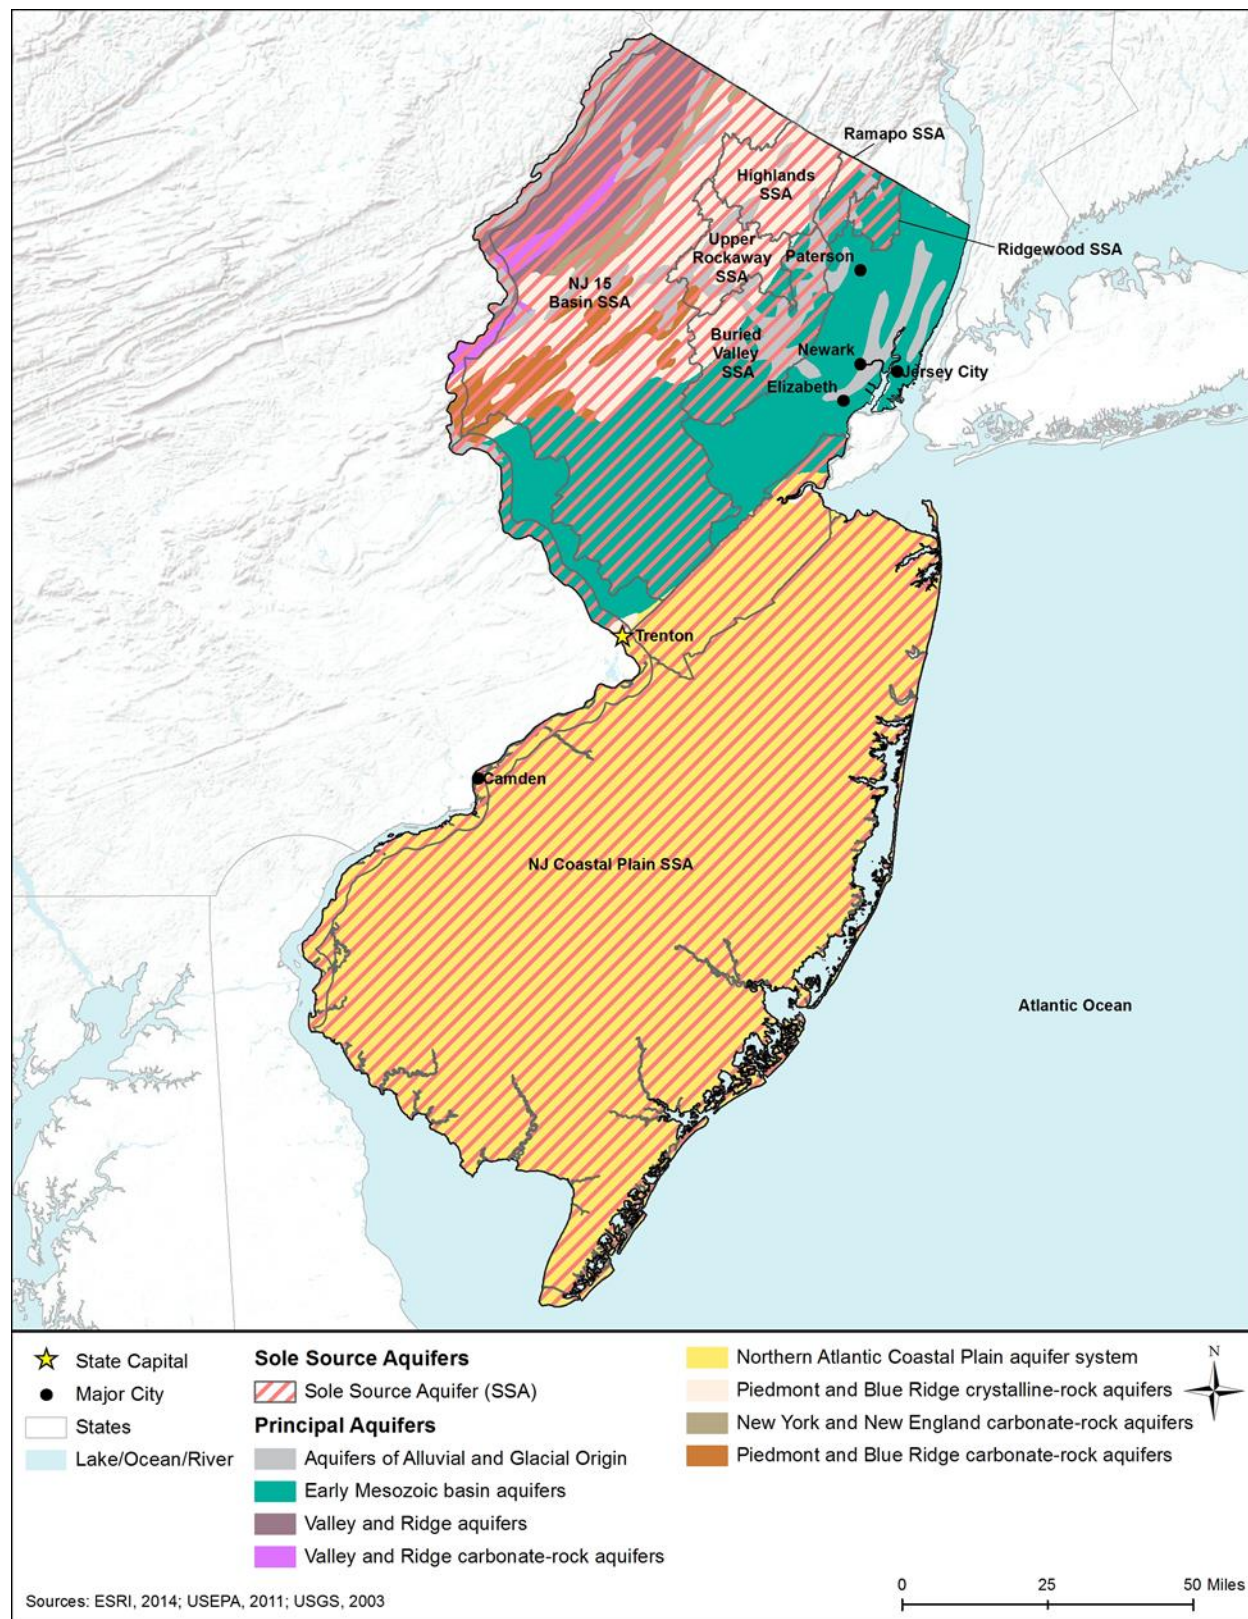 Ramapo SSA
Highlands
SSA
Ridgewood SSA
Upper
Rockaway
SSA
Paterson
NJ 15
Basin SSA
Buried
Valley
SSA
Newark
Jersey City
Elizabeth
Trenton
Camden
NJ Coastal Plain SSA
Atlantic Ocean
State Capital
Major City
States
Lake/Ocean/River
Sole Source Aquifers
Sole Source Aquifer (SSA)
Principal Aquifers
Aquifers of Alluvial and Glacial Origin
Early Mesozoic basin aquifers
Valley and Ridge aquifers
Valley and Ridge carbonate-rock aquifers
Northern Atlantic Coastal Plain aquifer system
Piedmont and Blue Ridge crystalline-rock aquifers
New York and New England carbonate-rock aquifers
Piedmont and Blue Ridge carbonate-rock aquifers
N
Sources: ESRI, 2014; USEPA, 2011; USGS, 2003
0 25 50 Miles